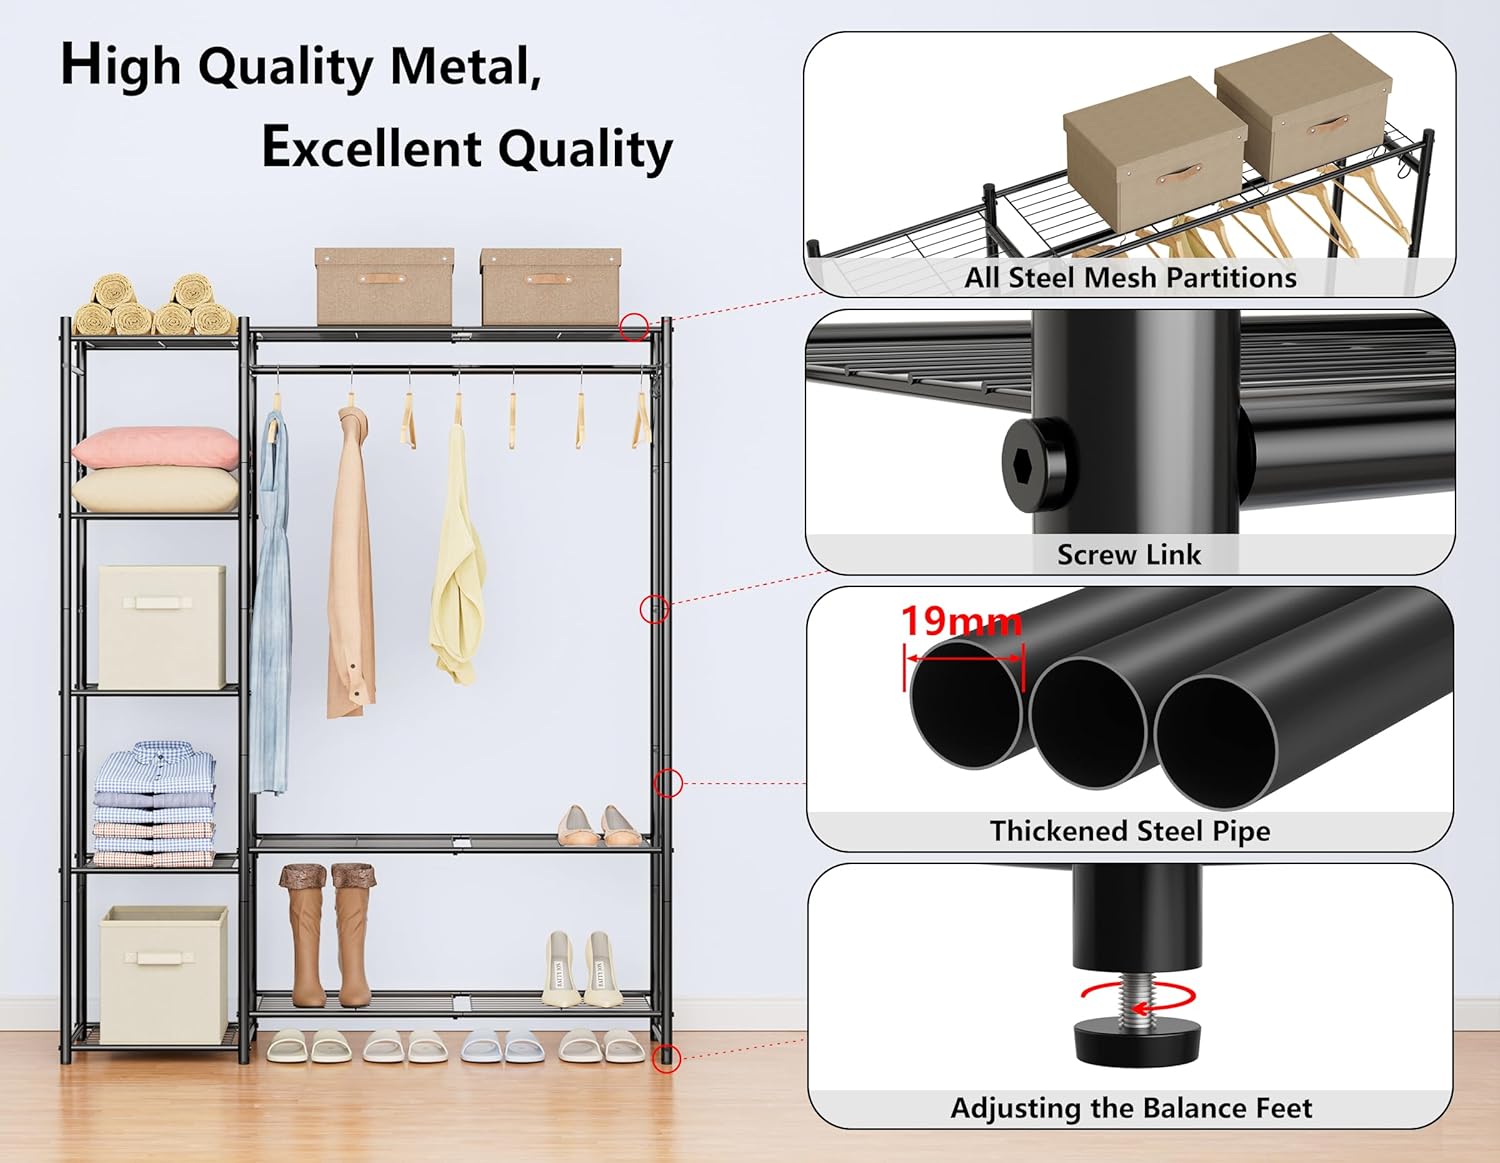 High Quality Metal,
Excellent Quality
All Steel Mesh Partitions
Screw Link
19mm
Thickened Steel Pipe
Adjusting the Balance Feet